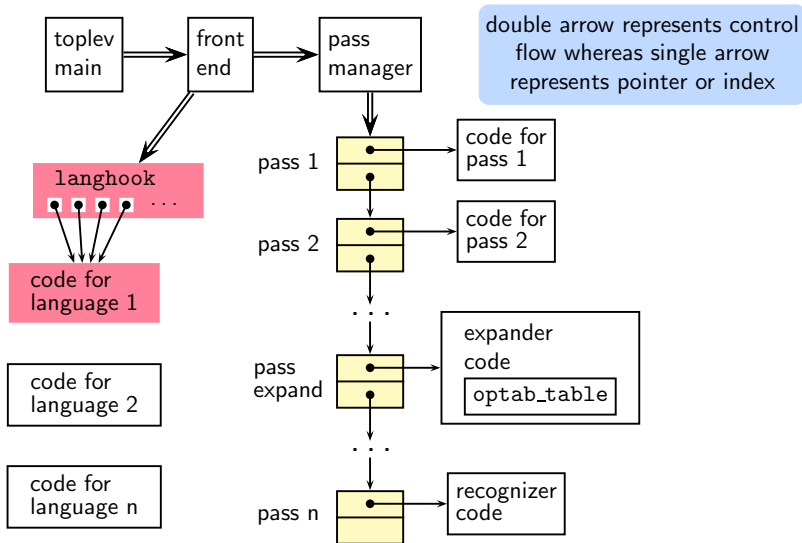 toplev
main
front
end
pass
manager
double arrow represents control
flow whereas single arrow
represents pointer or index
langhook
. . .
code for
language 1
code for
language 2
code for
language n
pass 1
code for
pass 1
pass 2
code for
pass 2
. . .
pass
expand
expander
code
optab_table
. . .
pass n
recognizer
code